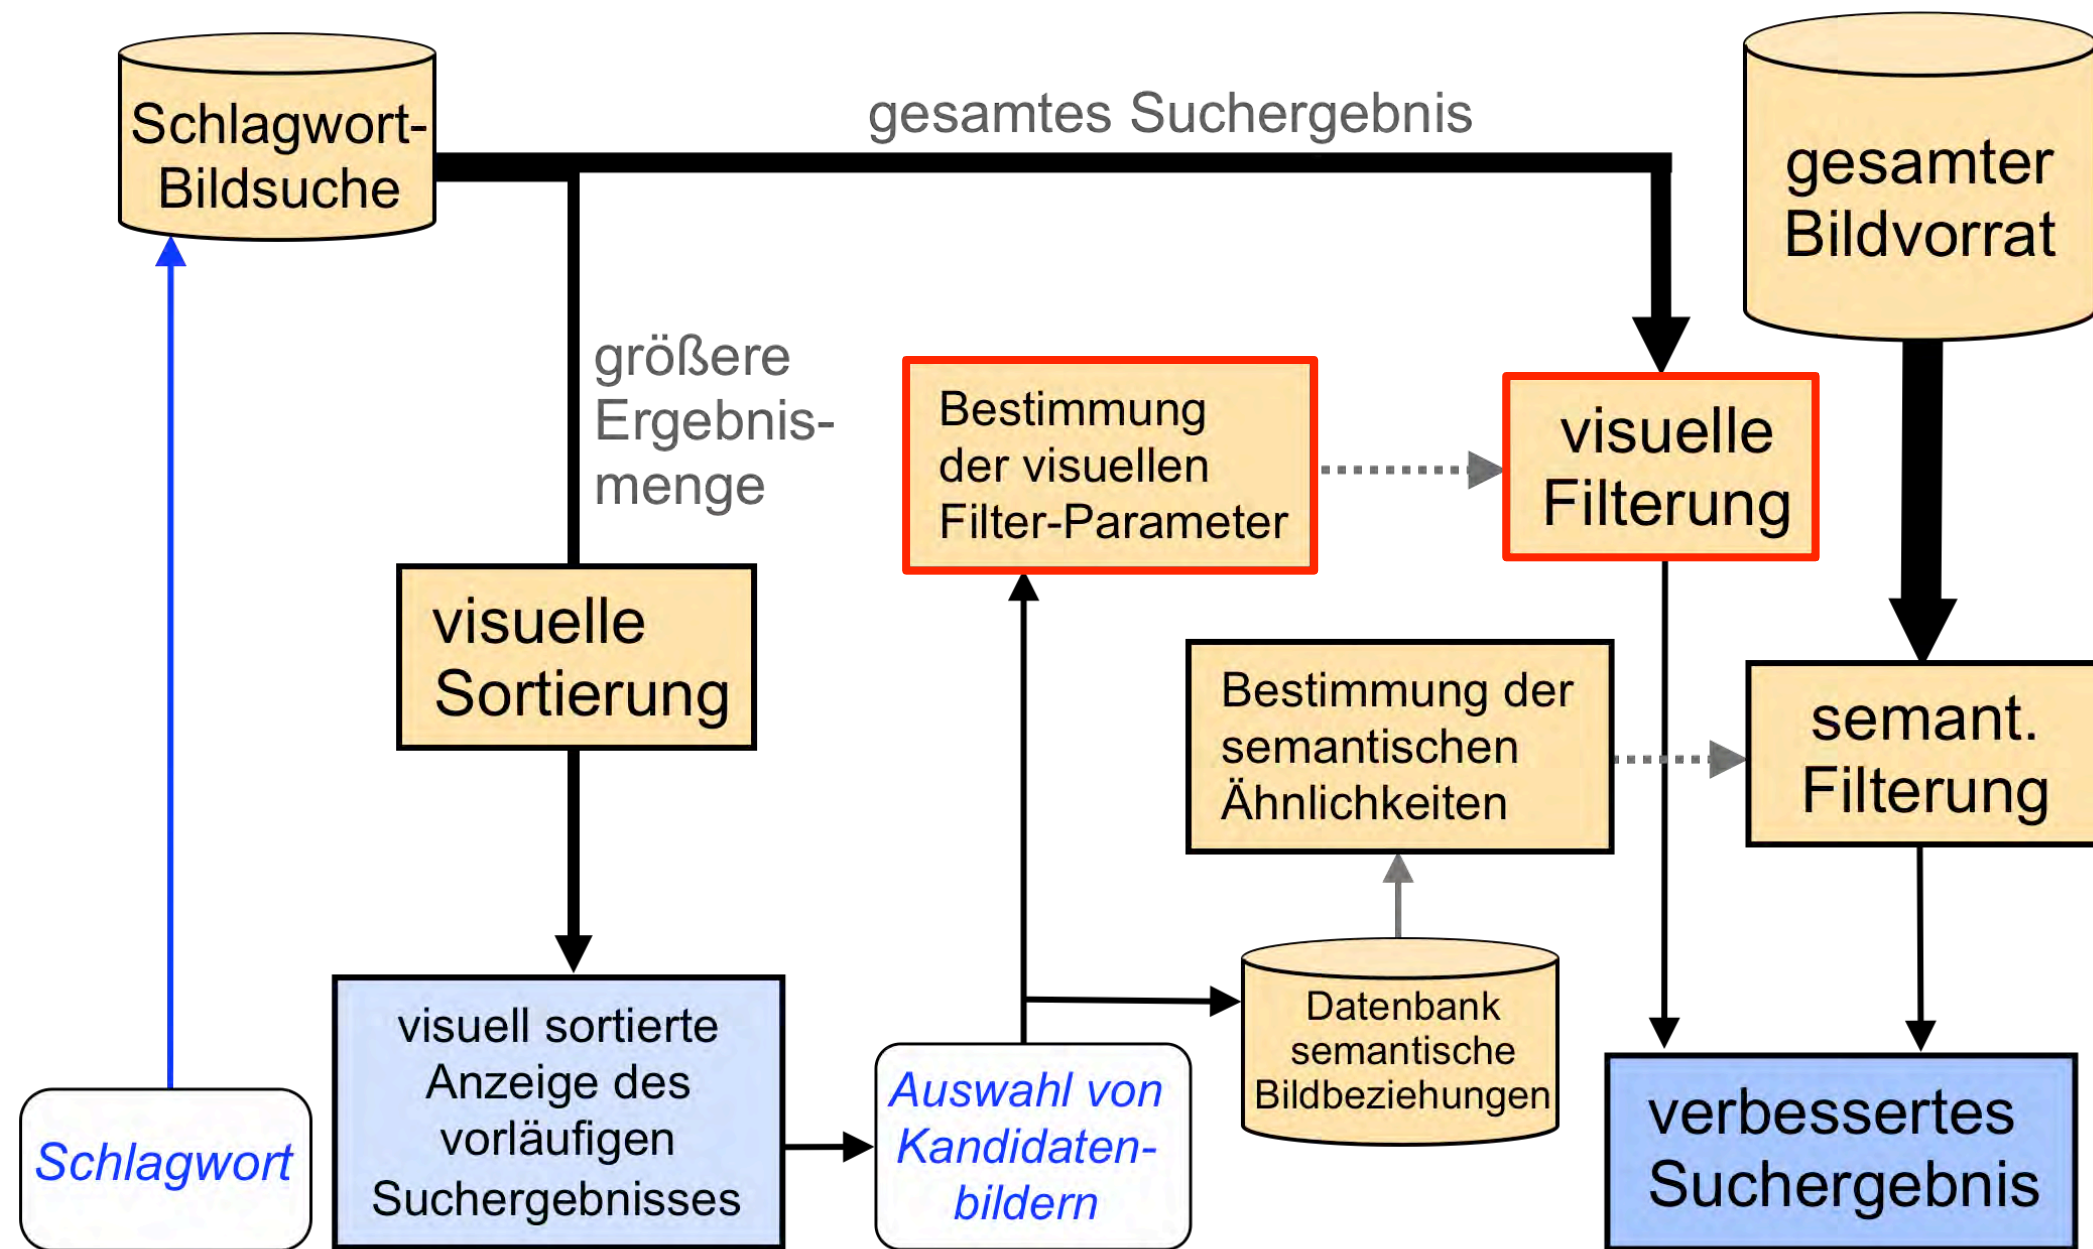 Schlagwort-
Bildsuche
gesamtes Suchergebnis
gesamter
Bildvorrat
größere
Ergebnis-
menge
Bestimmung
der visuellen
Filter-Parameter
visuelle
Filterung
visuelle
Sortierung
Bestimmung der
semantischen
Ähnlichkeiten
semant.
Filterung
visuell sortierte
Anzeige des
vorläufigen
Suchergebnisses
Datenbank
semantische
Bildbeziehungen
Schlagwort
Auswahl von
Kandidaten-
bildern
verbessertes
Suchergebnis